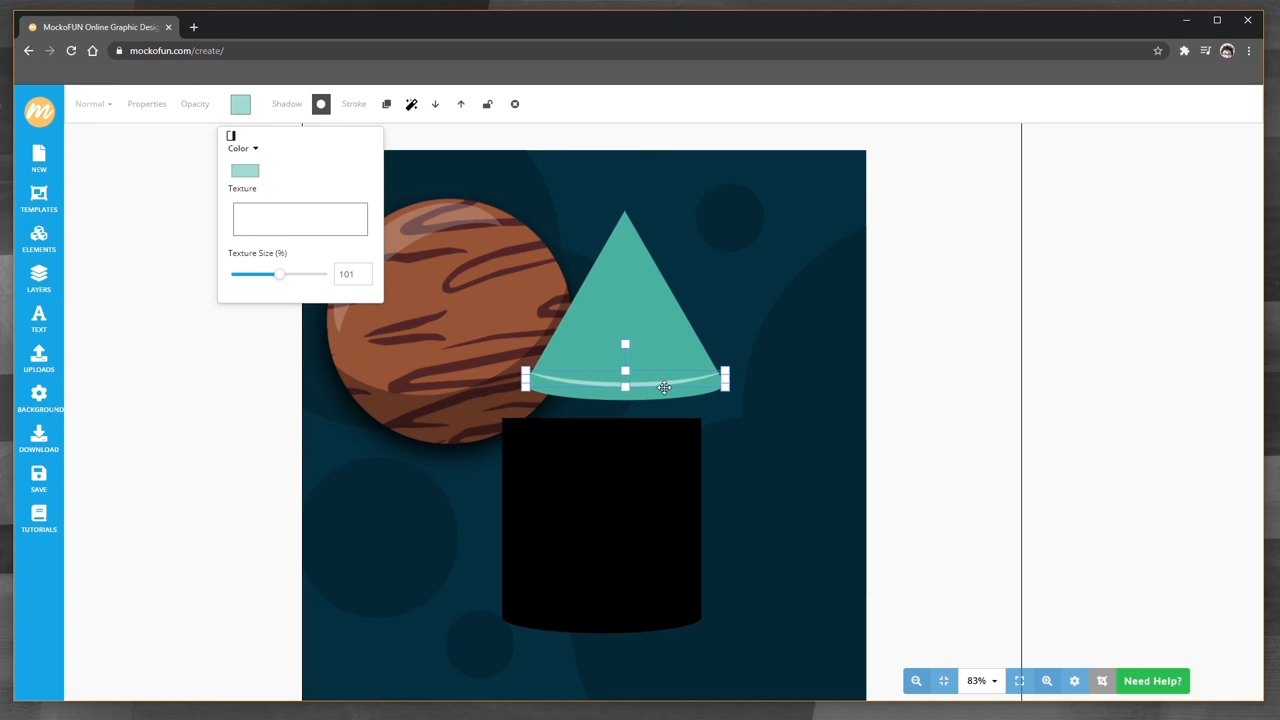 MockoFUN Online Graphic Desig
mockofun.com/create/
Normal
Properties
Opacity
Shadow
Stroke
Color
Texture
Texture Size (%)
101
NEW
TEMPLATES
ELEMENTS
LAYERS
TEXT
UPLOADS
BACKGROUND
DOWNLOAD
SAVE
TUTORIALS
83%
Need Help?